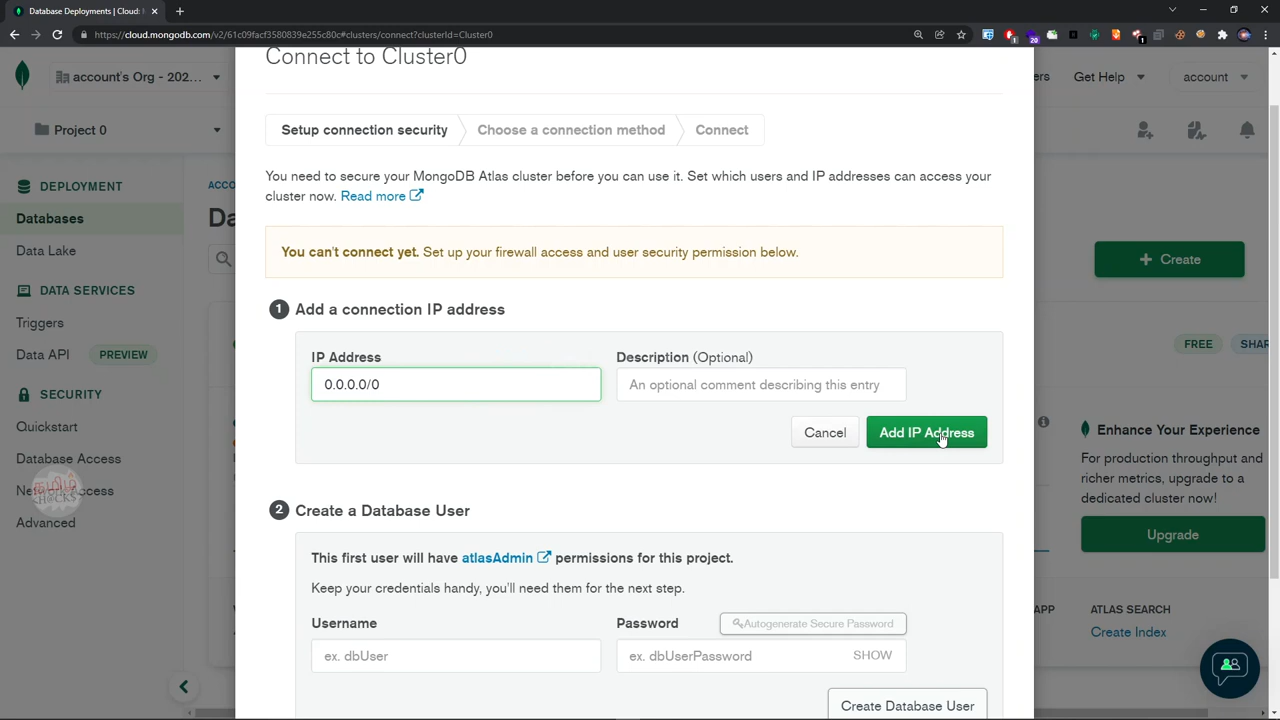 Database Deployments | Cloud: M
https://cloud.mongodb.com/v2/61c09facf3580839e255c80c#clusters/connect?clusterId=Cluster0
account's Org - 202...
Get Help
account
Project 0
Connect to Cluster0
Setup connection security
Choose a connection method
Connect
DEPLOYMENT
Databases
Data Lake
DATA SERVICES
Triggers
Data API PREVIEW
SECURITY
Quickstart
Database Access
Advanced
You need to secure your MongoDB Atlas cluster before you can use it. Set which users and IP addresses can access your
cluster now. Read more
You can't connect yet. Set up your firewall access and user security permission below.
+ Create
1 Add a connection IP address
IP Address
Description (Optional)
0.0.0.0/0
An optional comment describing this entry
Cancel
Add IP Address
2 Create a Database User
This first user will have atlasAdmin permissions for this project.
Keep your credentials handy, you'll need them for the next step.
Username
Password
Autogenerate Secure Password
ex. dbUser
ex. dbUserPassword
SHOW
Create Database User
FREE
SHAR
Enhance Your Experience
For production throughput and
richer metrics, upgrade to a
dedicated cluster now!
Upgrade
ATLAS SEARCH
Create Index
தமிழ்
H@CKS